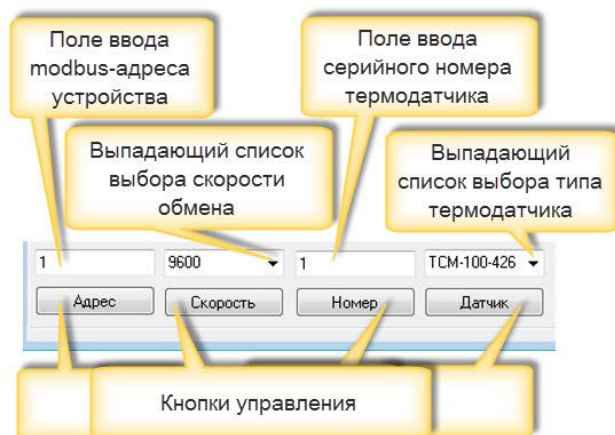 Поле ввода
modbus-адреса
устройства
Поле ввода
серийного номера
термодатчика
Выпадающий список
выбора скорости
обмена
Выпадающий
список выбора типа
термодатчика
1
9600
1
TCM-100-426
Адрес
Скорость
Номер
Датчик
Кнопки управления